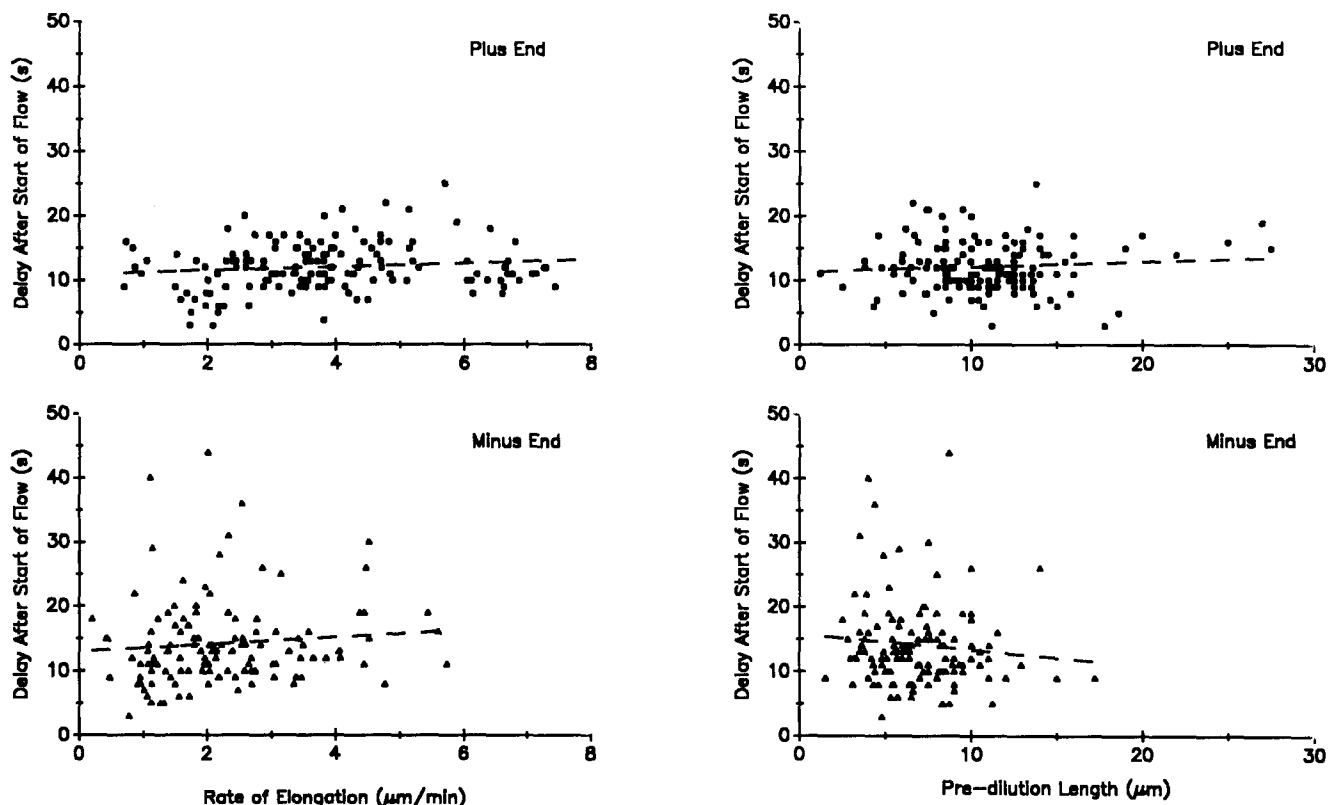 50
40
30
20
10
0
0 2 4 6 8
Delay After Start of Flow (s)
Plus End
50
40
30
20
10
0
0 10 20 30
Delay After Start of Flow (s)
Plus End
50
40
30
20
10
0
0 2 4 6 8
Delay After Start of Flow (s)
Minus End
Rate of Elongation (μm/min)
50
40
30
20
10
0
0 10 20 30
Delay After Start of Flow (s)
Minus End
Pre-dilution Length (μm)